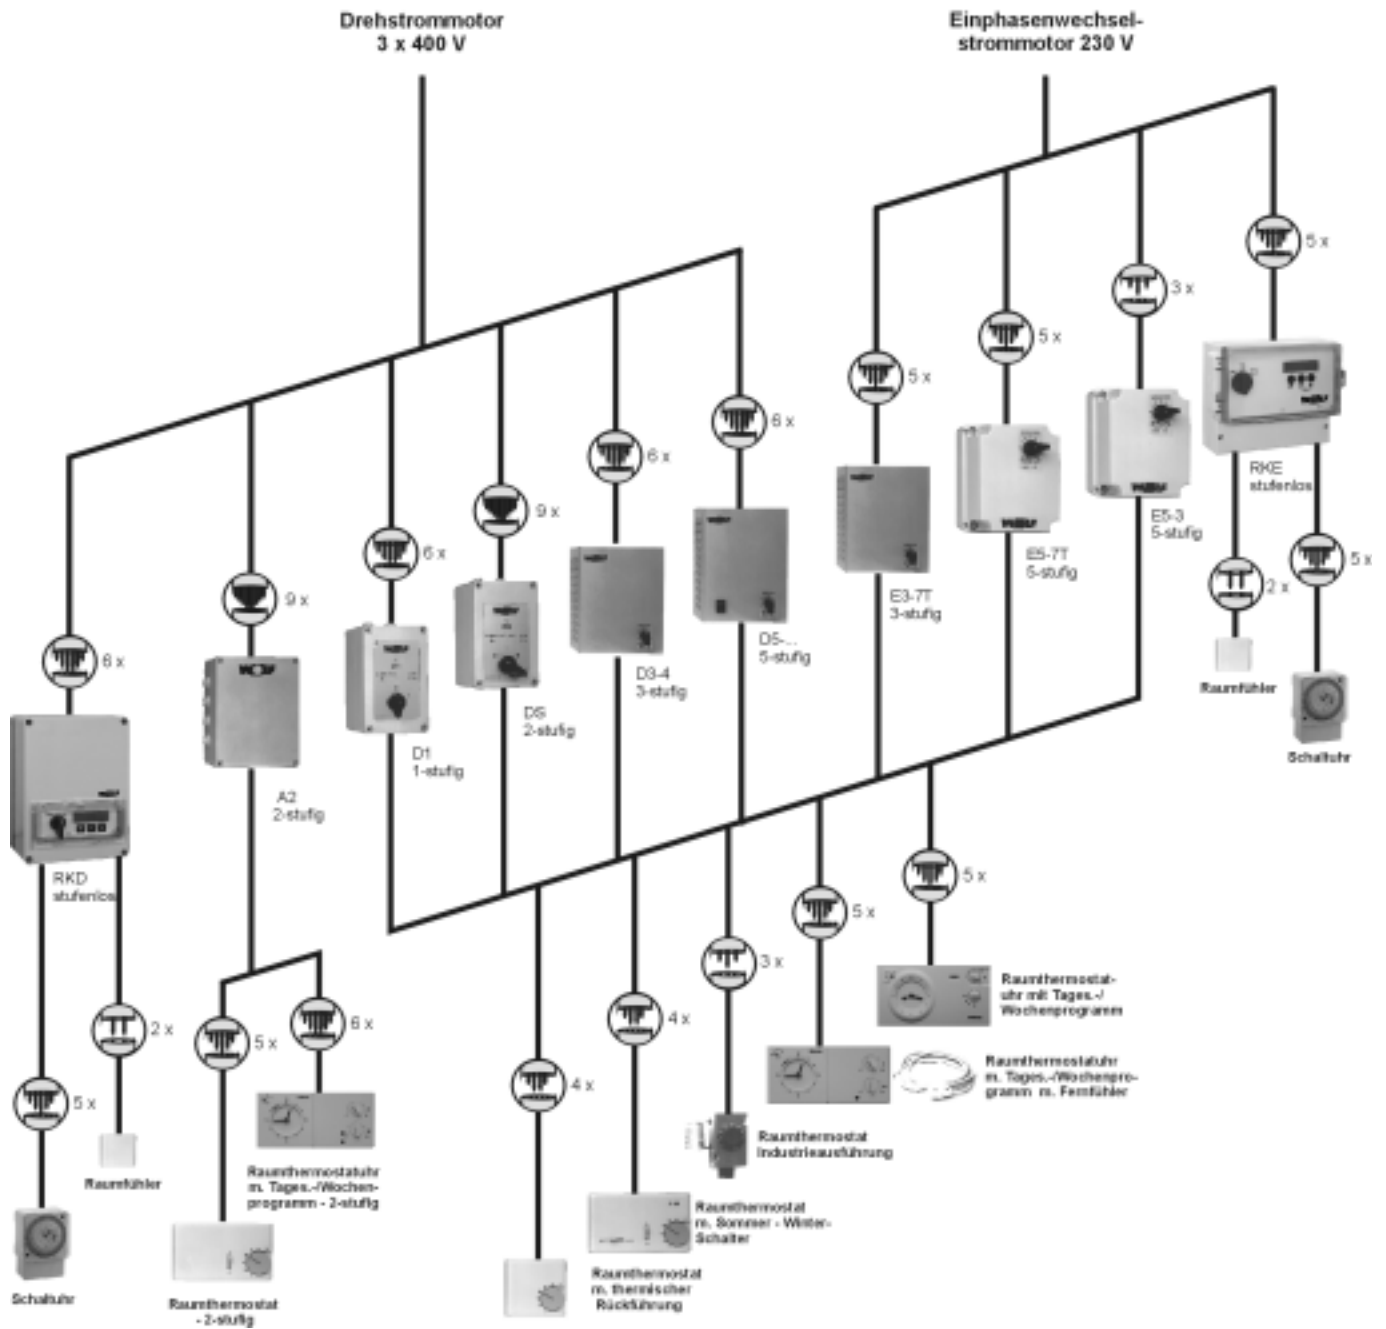 Drehstrommotor
3 x 400 V
Einphasenwechsel-
strommotor 230 V
5 x
3 x
5 x
5 x
6 x
6 x
9 x
6 x
9 x
6 x
RKE
stufenlos
E5-3
5-stufig
E5-7T
5-stufig
5 x
2 x
E3-7T
3-stufig
D5-...
5-stufig
D3-4
3-stufig
Raumfühler
DS
2-stufig
WOLF
D1
1-stufig
Schaltuhr
A2
2-stufig
RKD
stufenlos
5 x
5 x
3 x
4 x
4 x
Raumthermostat-
uhr mit Tages.-/
Wochenprogramm
2 x
5 x
6 x
5 x
Raumthermostatuhr
m. Tages.-/Wochenpro-
gramm m. Fernfühler
Raumthermostat
Industrieausführung
Raumfühler
Raumthermostatuhr
m. Tages.-/Wochen-
programm - 2-stufig
Raumthermostat
m. Sommer - Winter-
Schalter
Raumthermostat
m. thermischer
Rückführung
Schaltuhr
Raumthermostat
- 2-stufig